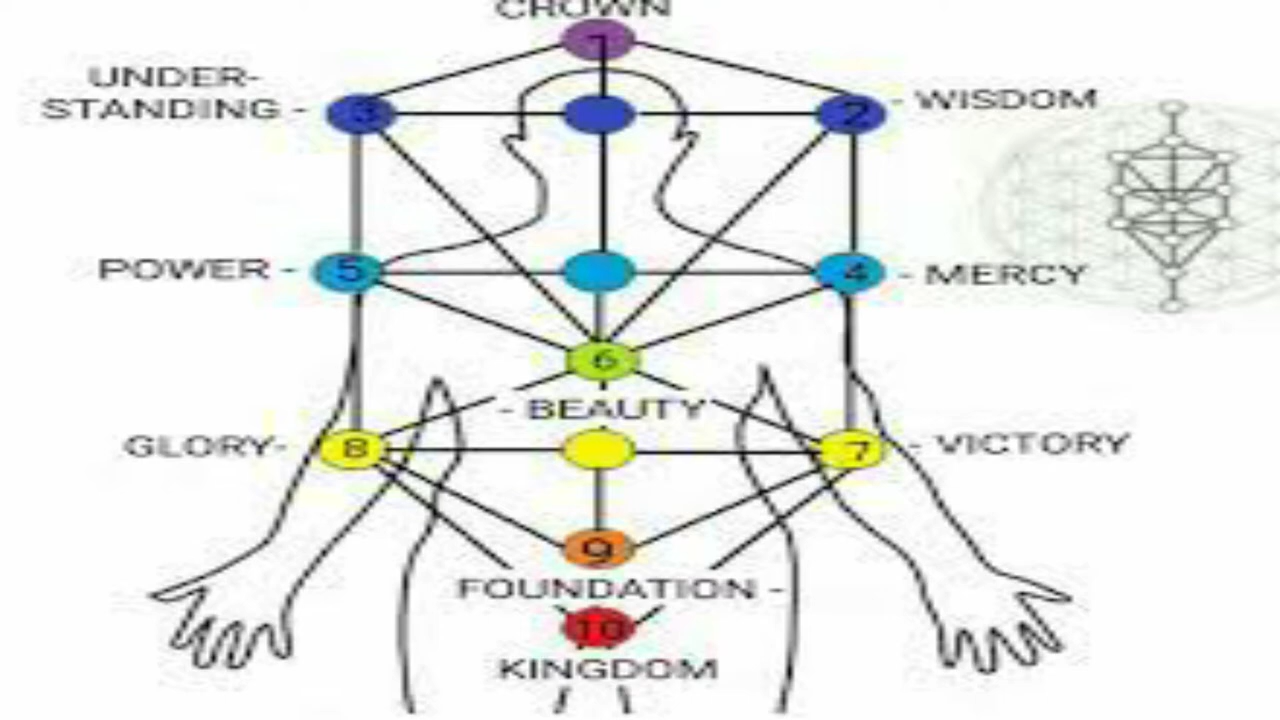 CROWN
1
UNDER-
STANDING -
3
2
- WISDOM
POWER -
5
4
- MERCY
6
- BEAUTY
GLORY-
8
7
- VICTORY
9
FOUNDATION -
10
KINGDOM